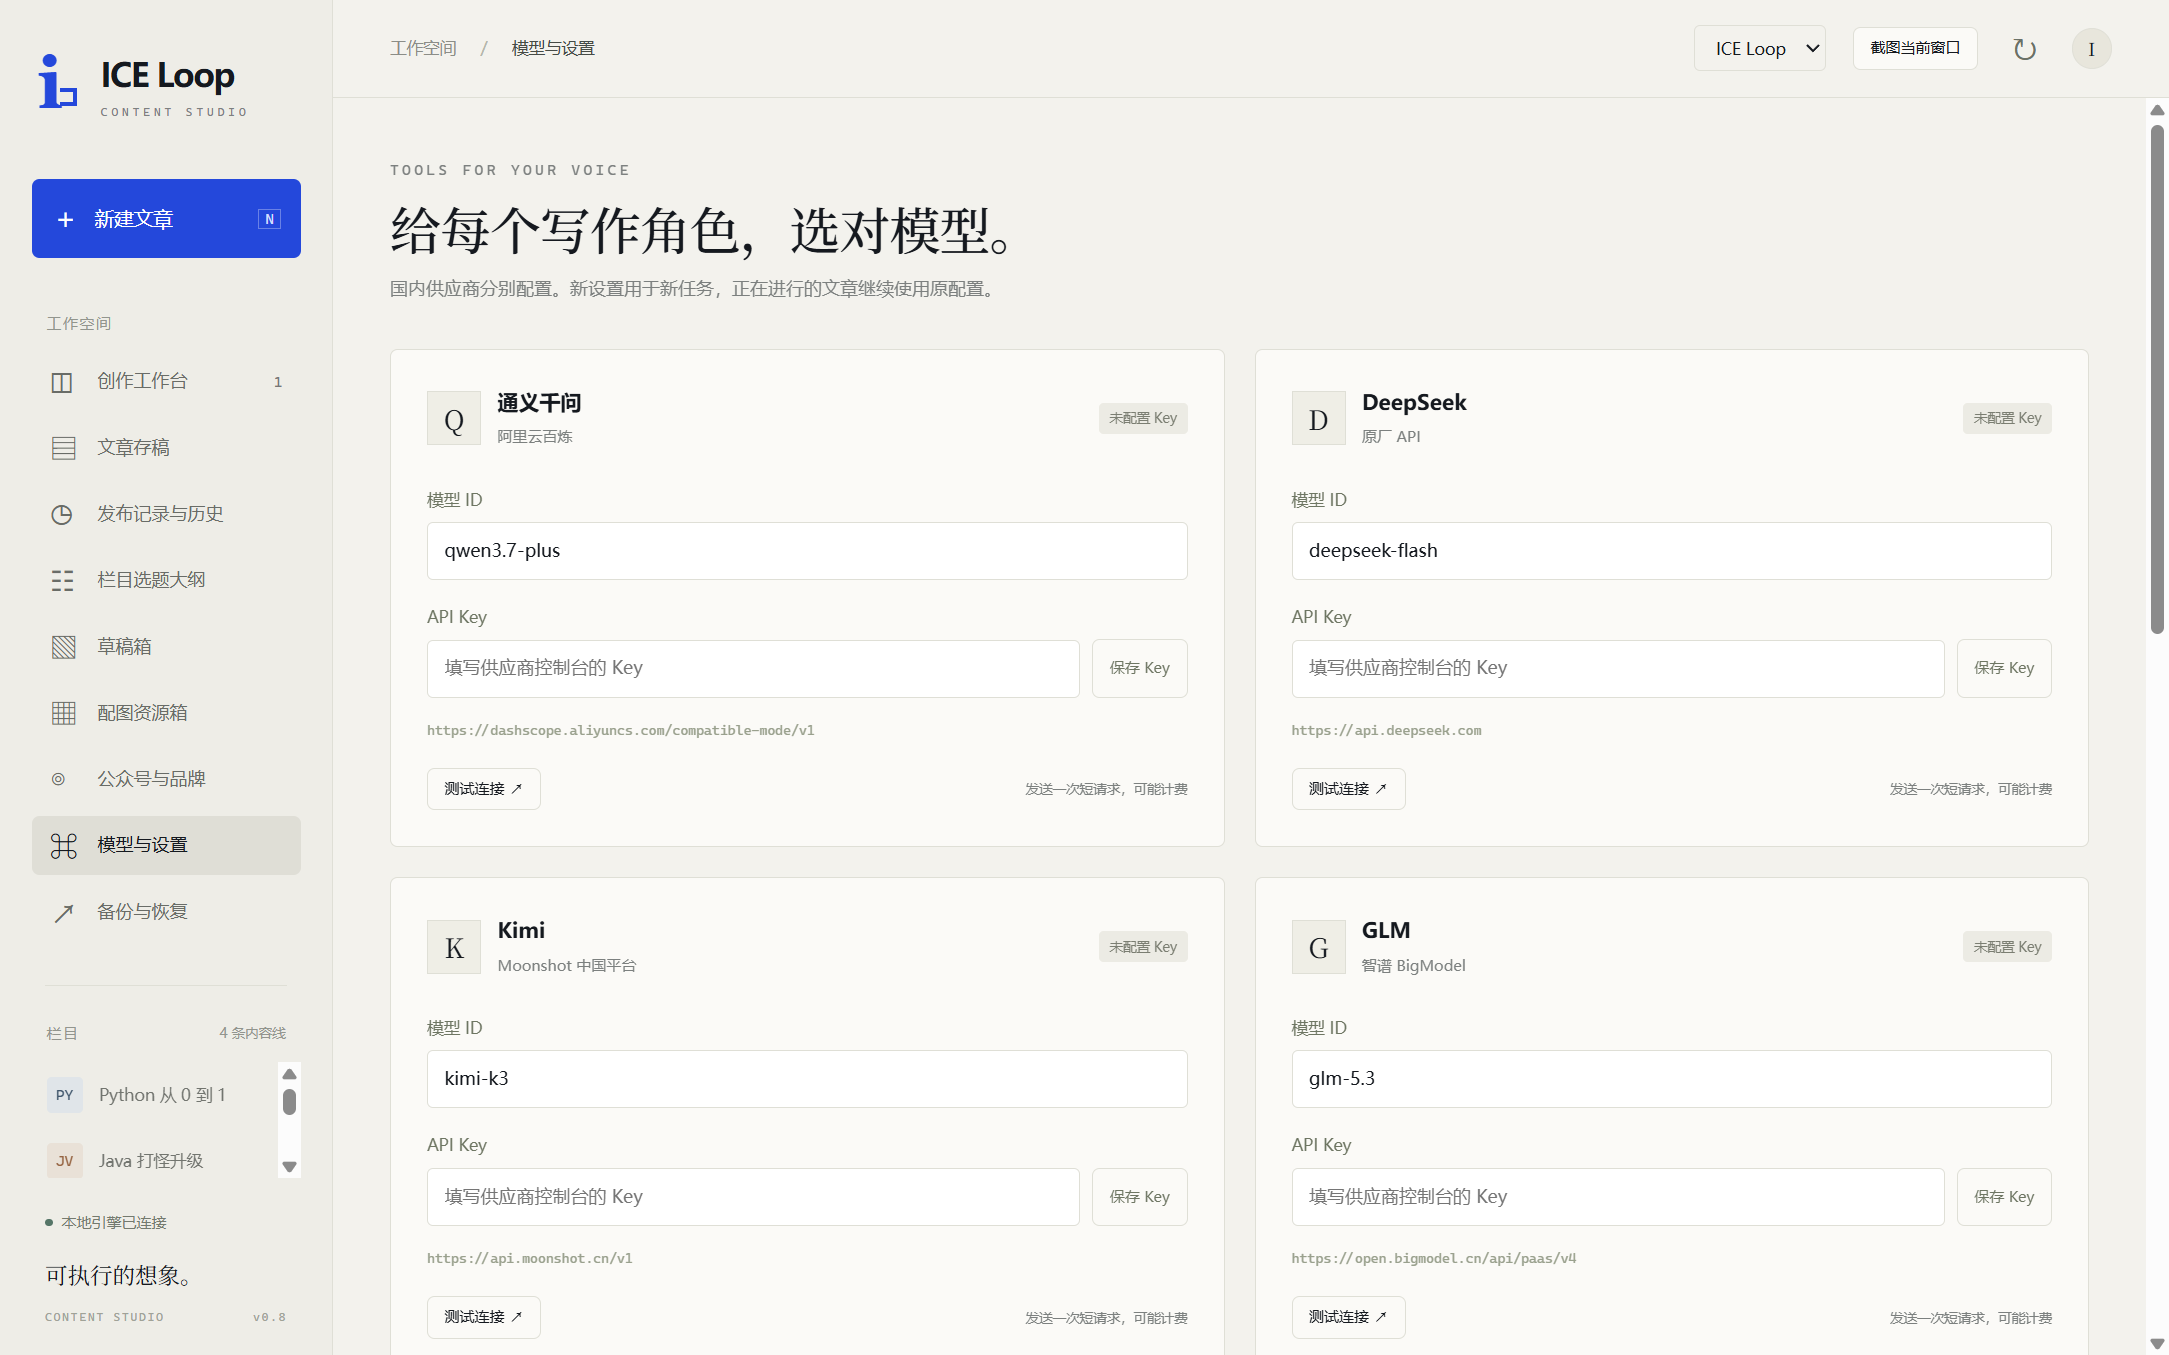 ICE Loop
CONTENT STUDIO
+ 新建文章 N
工作空间
创作工作台 1
文章存稿
发布记录与历史
栏目选题大纲
草稿箱
配图资源箱
公众号与品牌
模型与设置
备份与恢复
栏目 4 条内容线
PY Python 从 0 到 1
JV Java 打怪升级
本地引擎已连接
可执行的想象。
CONTENT STUDIO v0.8
工作空间 / 模型与设置
ICE Loop
截图当前窗口
I
TOOLS FOR YOUR VOICE
给每个写作角色，选对模型。
国内供应商分别配置。新设置用于新任务，正在进行的文章继续使用原配置。
Q 通义千问
阿里云百炼
未配置 Key
模型 ID
qwen3.7-plus
API Key
填写供应商控制台的 Key
保存 Key
https://dashscope.aliyuncs.com/compatible-mode/v1
测试连接 ↗
发送一次短请求，可能计费
D DeepSeek
原厂 API
未配置 Key
模型 ID
deepseek-flash
API Key
填写供应商控制台的 Key
保存 Key
https://api.deepseek.com
测试连接 ↗
发送一次短请求，可能计费
K Kimi
Moonshot 中国平台
未配置 Key
模型 ID
kimi-k3
API Key
填写供应商控制台的 Key
保存 Key
https://api.moonshot.cn/v1
测试连接 ↗
发送一次短请求，可能计费
G GLM
智谱 BigModel
未配置 Key
模型 ID
glm-5.3
API Key
填写供应商控制台的 Key
保存 Key
https://open.bigmodel.cn/api/paas/v4
测试连接 ↗
发送一次短请求，可能计费